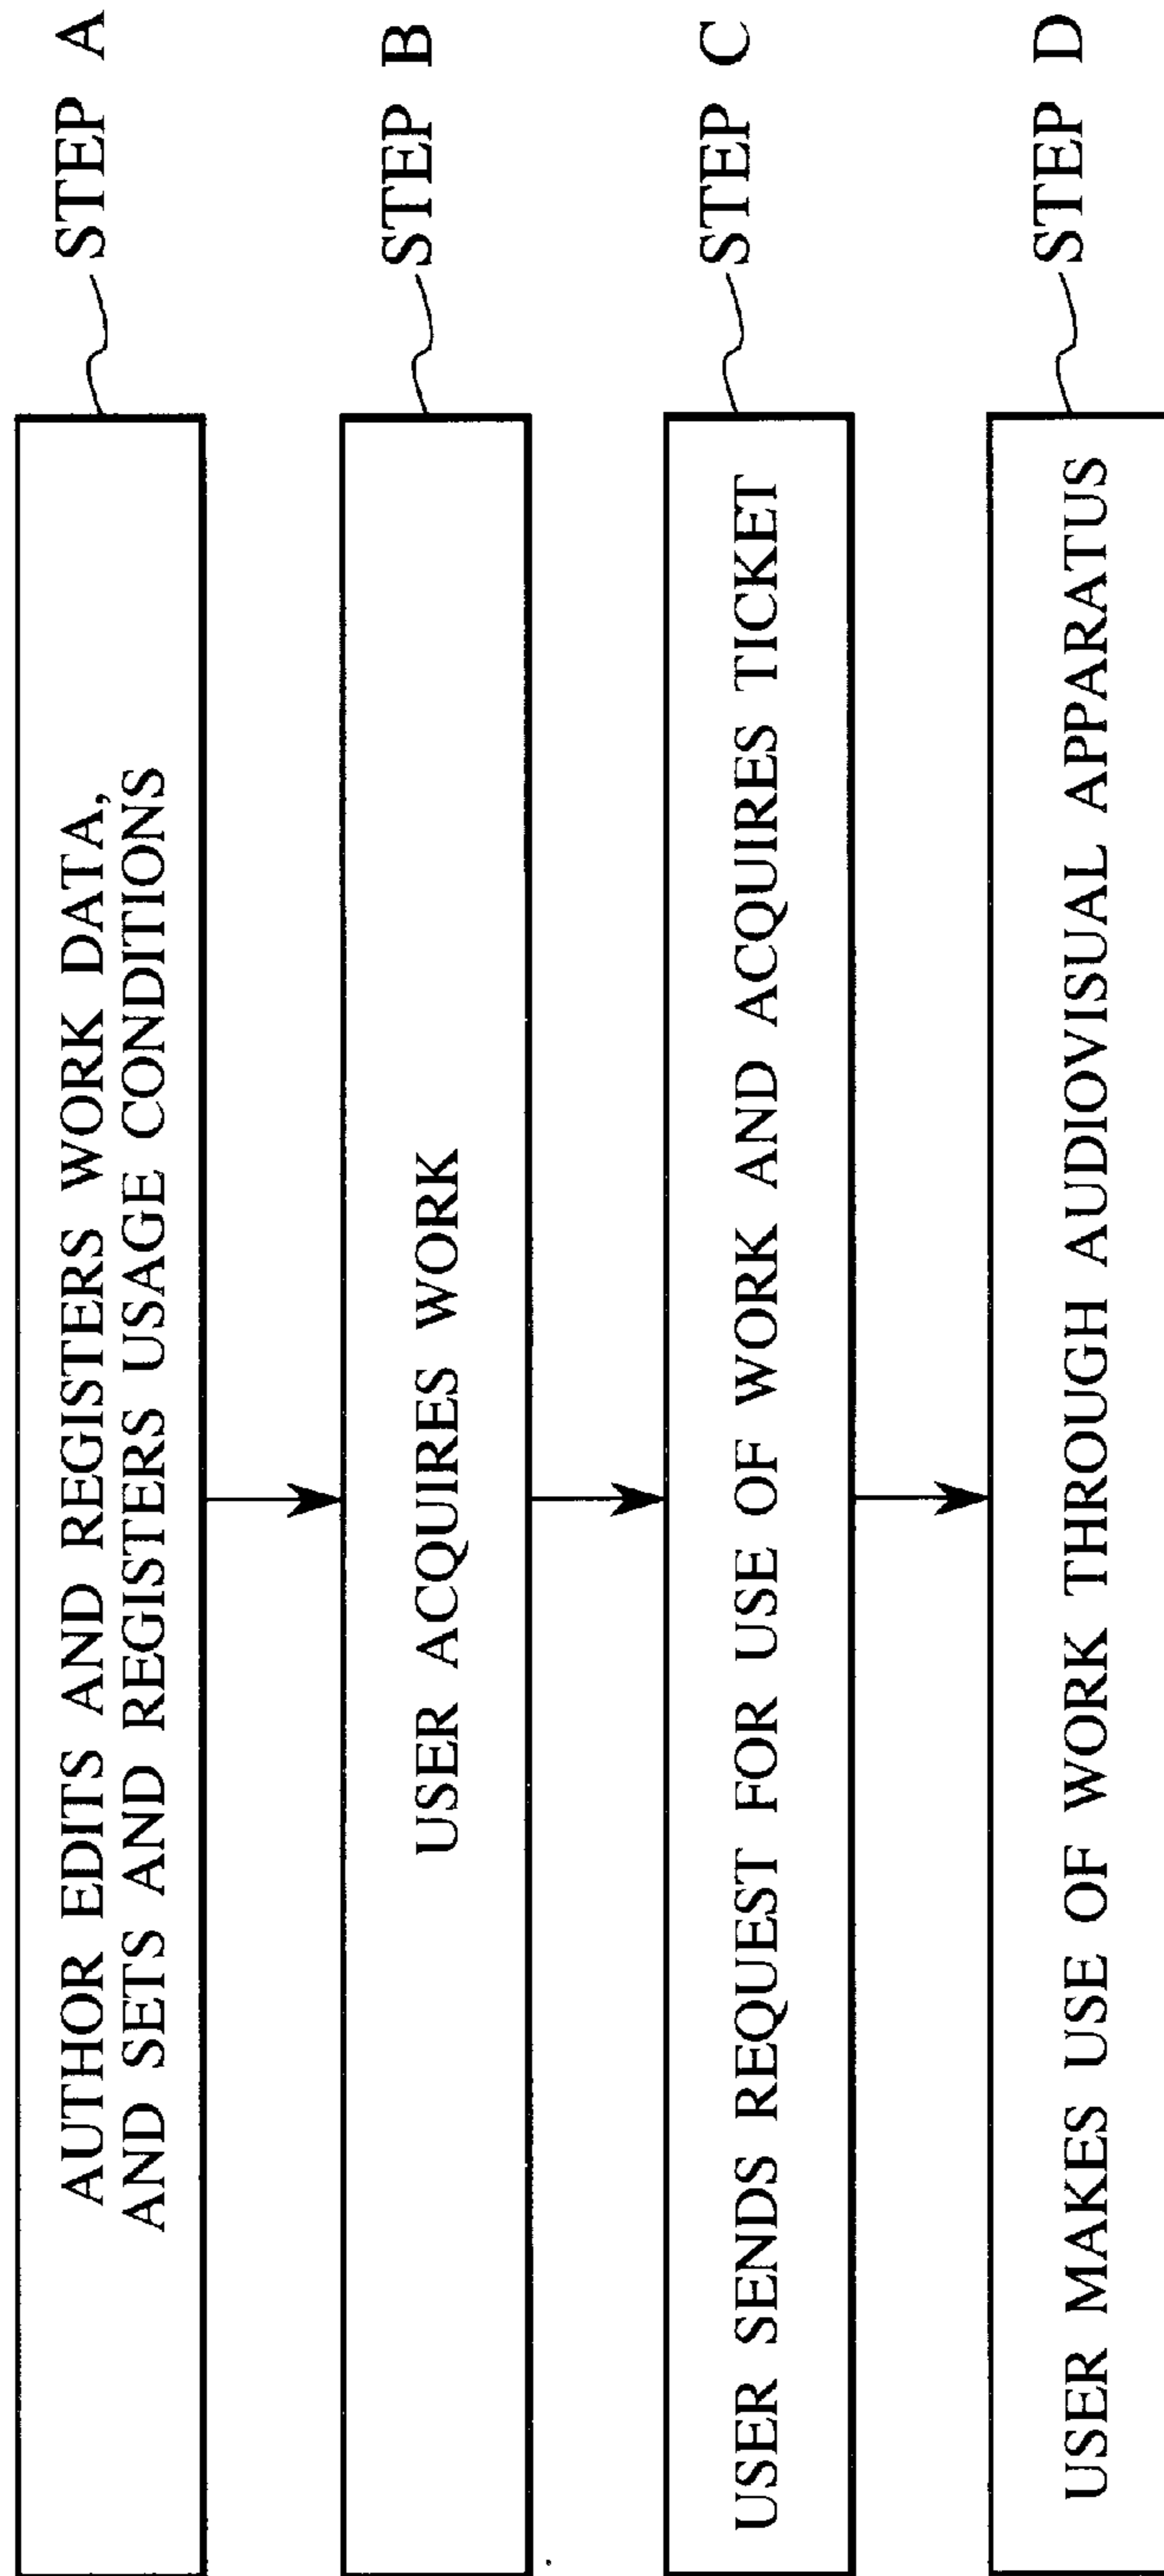 AUTHOR EDITS AND REGISTERS WORK DATA,
AND SETS AND REGISTERS USAGE CONDITIONS
STEP A
USER ACQUIRES WORK
STEP B
USER SENDS REQUEST FOR USE OF WORK AND ACQUIRES TICKET
STEP C
USER MAKES USE OF WORK THROUGH AUDIOVISUAL APPARATUS
STEP D